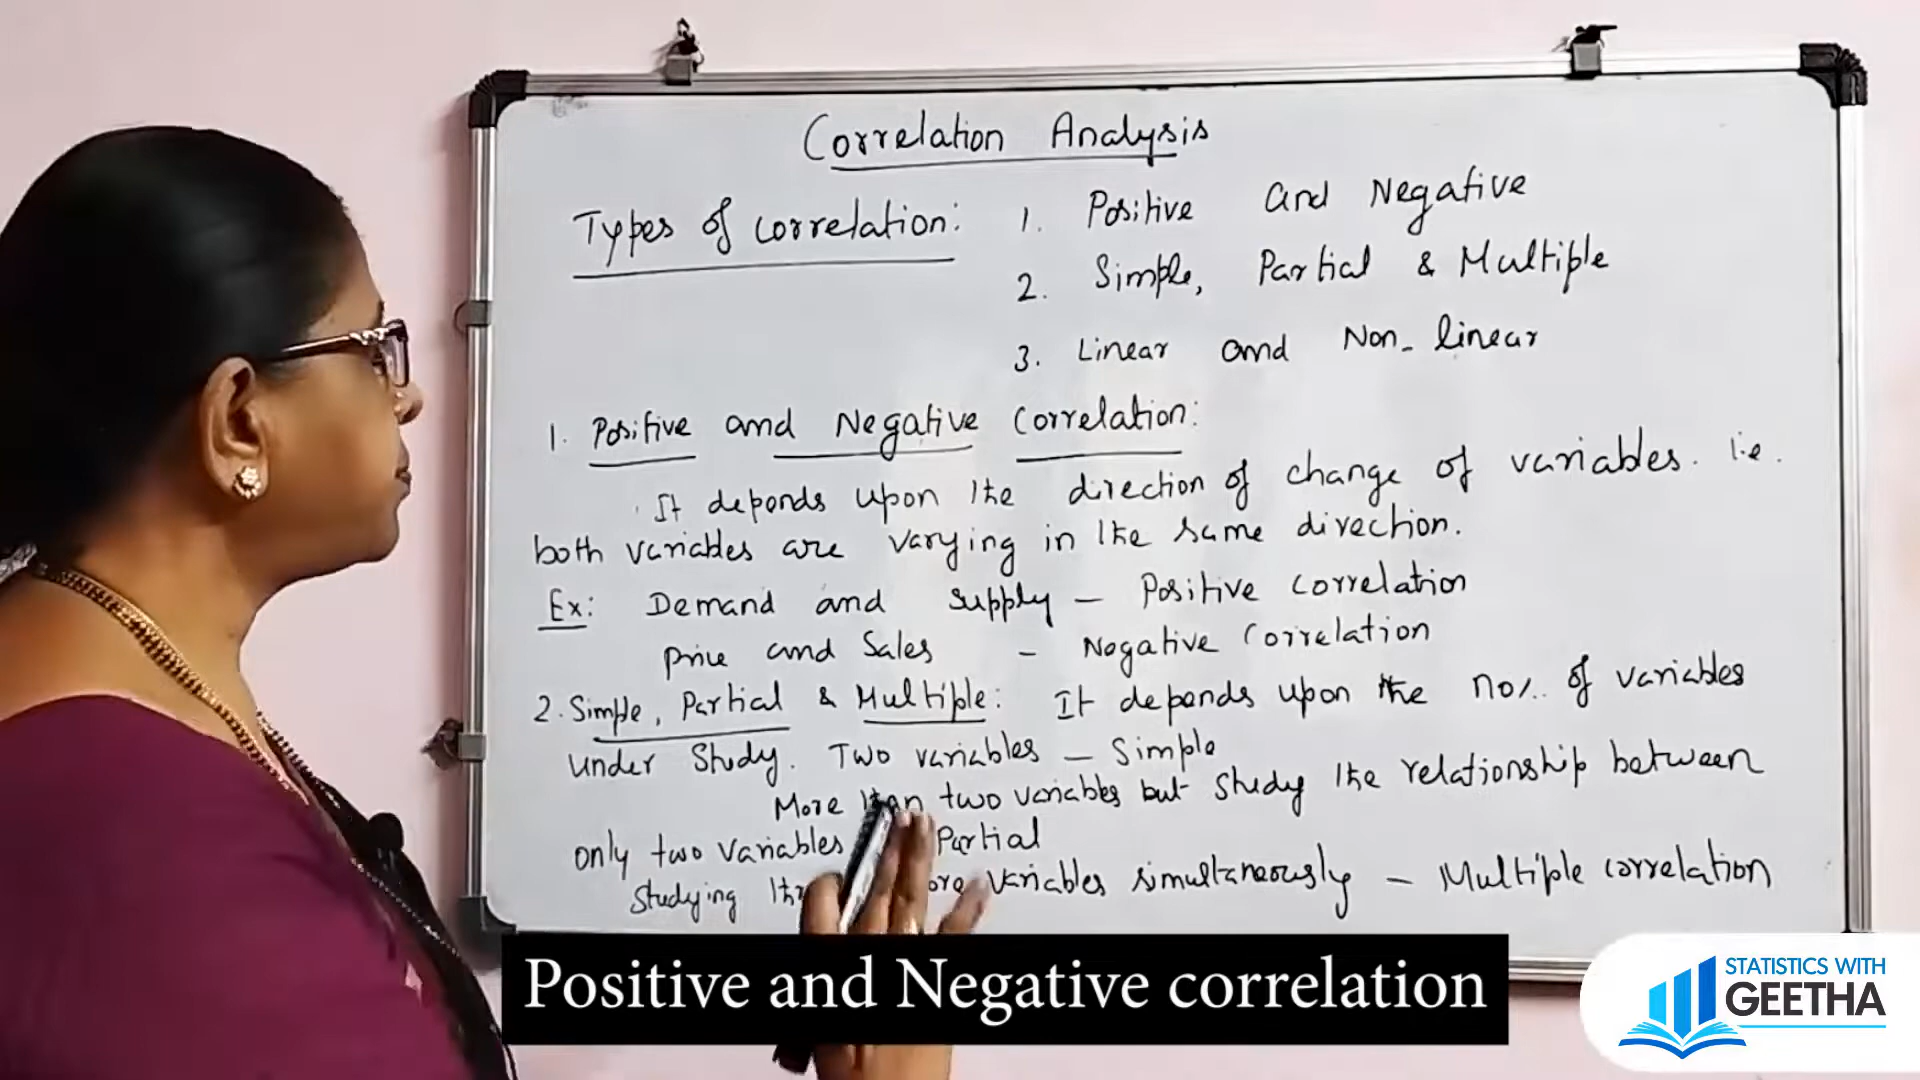 Correlation Analysis
Types of correlation: 1. Positive and Negative
2. Simple, Partial & Multiple
3. Linear and Non-linear
1. Positive and Negative Correlation:
It depends upon the direction of change of variables. i.e.
both variables are varying in the same direction.
Ex: Demand and supply - Positive correlation
Price and Sales - Negative Correlation
2. Simple, Partial & Multiple: It depends upon the no/. of variables
under Study. Two variables - Simple
More than two variables but study the relationship between
only two variables Partial
Studying variables simultaneously - Multiple correlation
Positive and Negative correlation
STATISTICS WITH
GEETHA